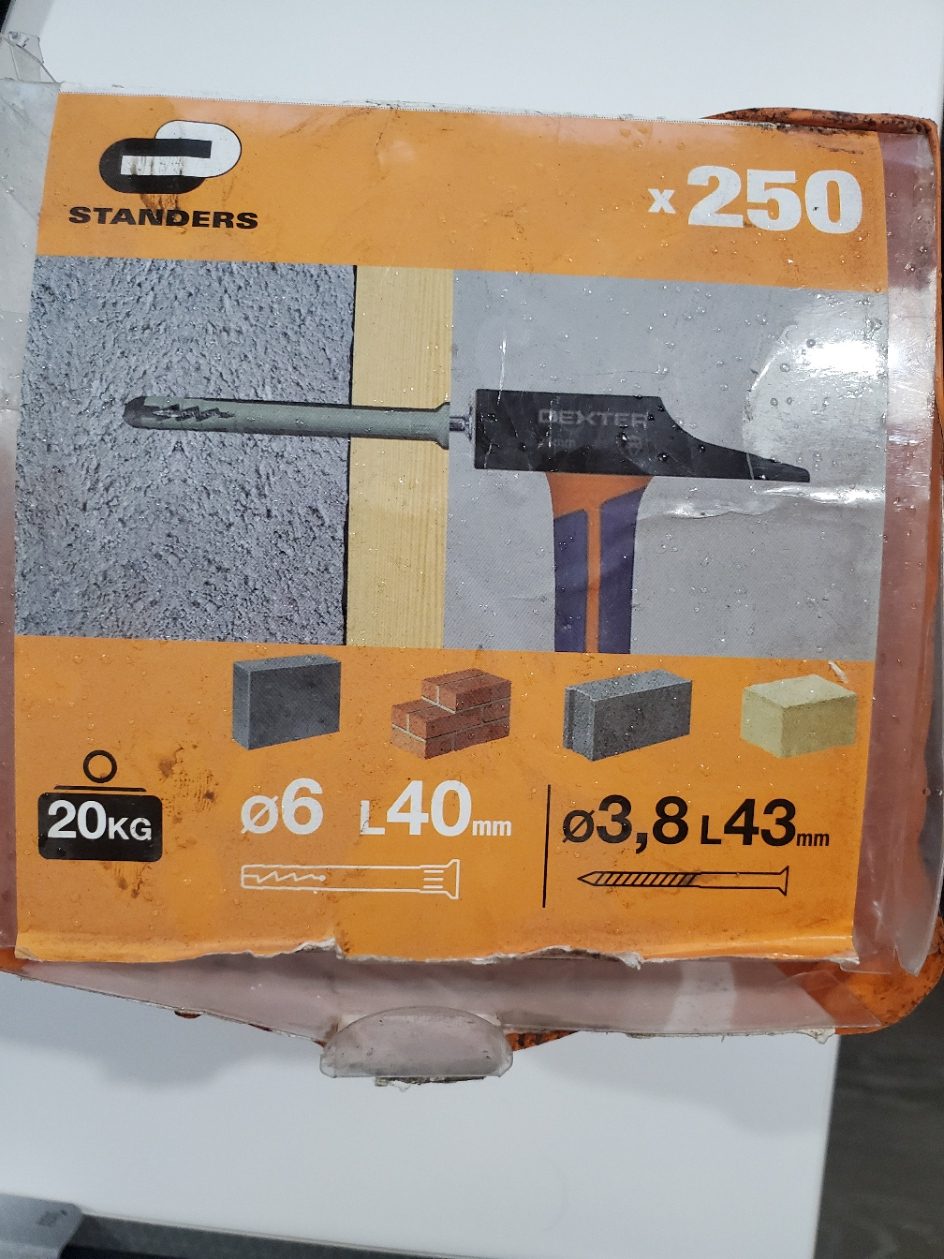 STANDERS
x 250
DEXTER
20KG
ø6 L40mm
ø3,8 L43mm